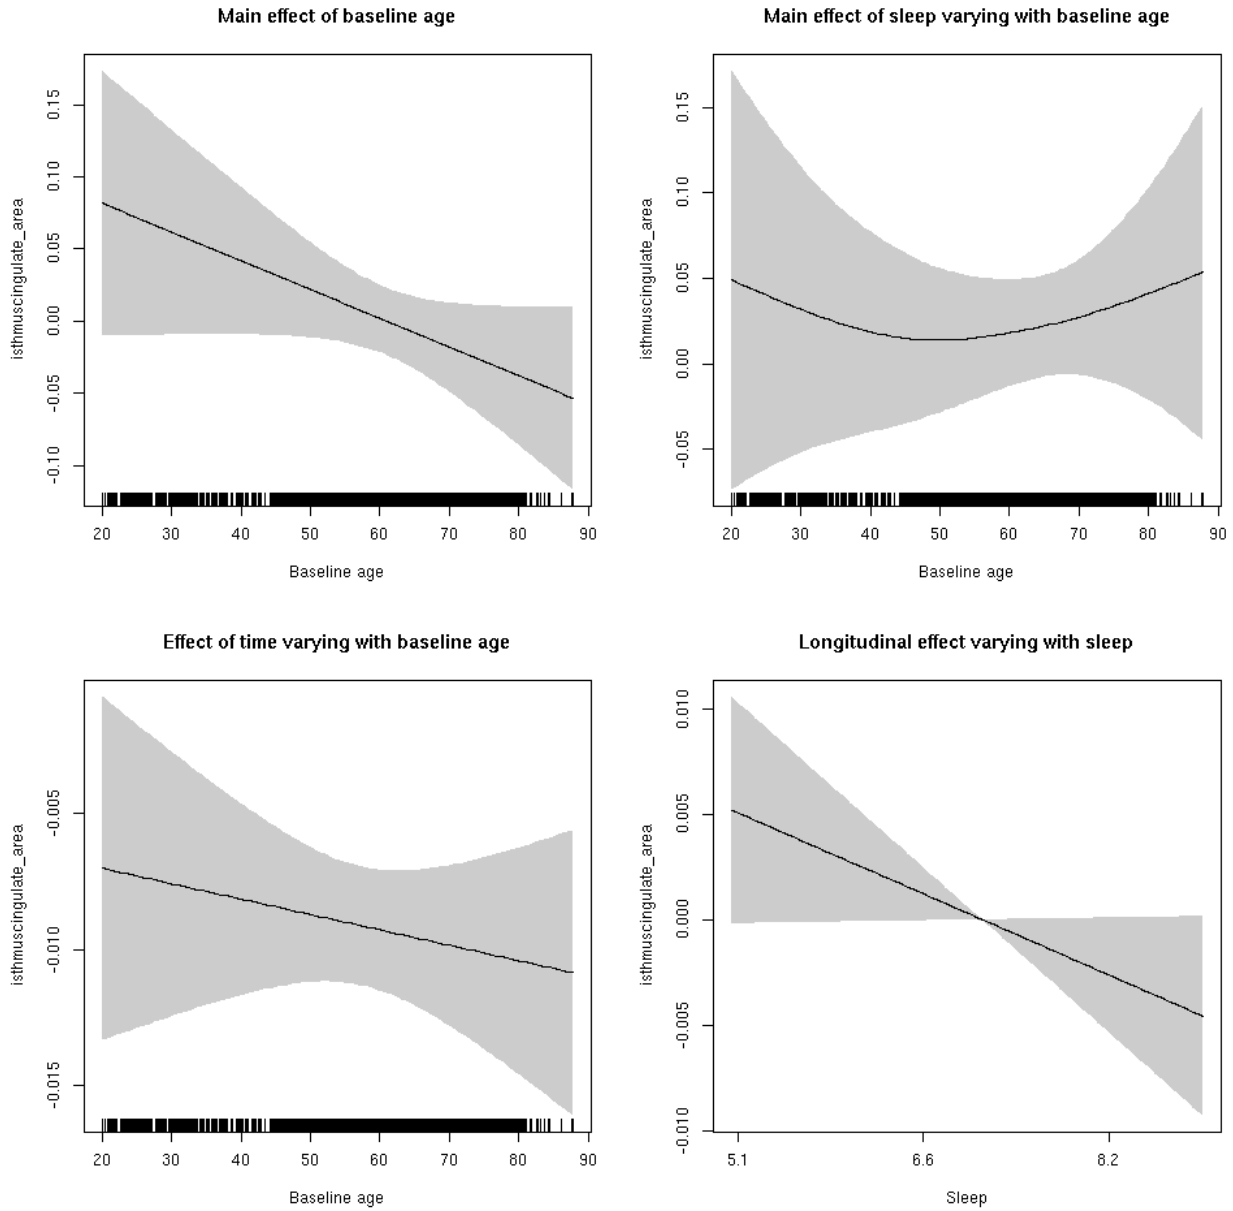 Main effect of baseline age
isthmuscingulate_area
0.15
0.10
0.05
0.00
-0.05
-0.10
20 30 40 50 60 70 80 90
Baseline age
Main effect of sleep varying with baseline age
isthmuscingulate_area
0.15
0.10
0.05
0.00
-0.05
20 30 40 50 60 70 80 90
Baseline age
Effect of time varying with baseline age
isthmuscingulate_area
-0.005
-0.010
-0.015
20 30 40 50 60 70 80 90
Baseline age
Longitudinal effect varying with sleep
isthmuscingulate_area
0.010
0.005
0.000
-0.005
-0.010
5.1 6.6 8.2
Sleep